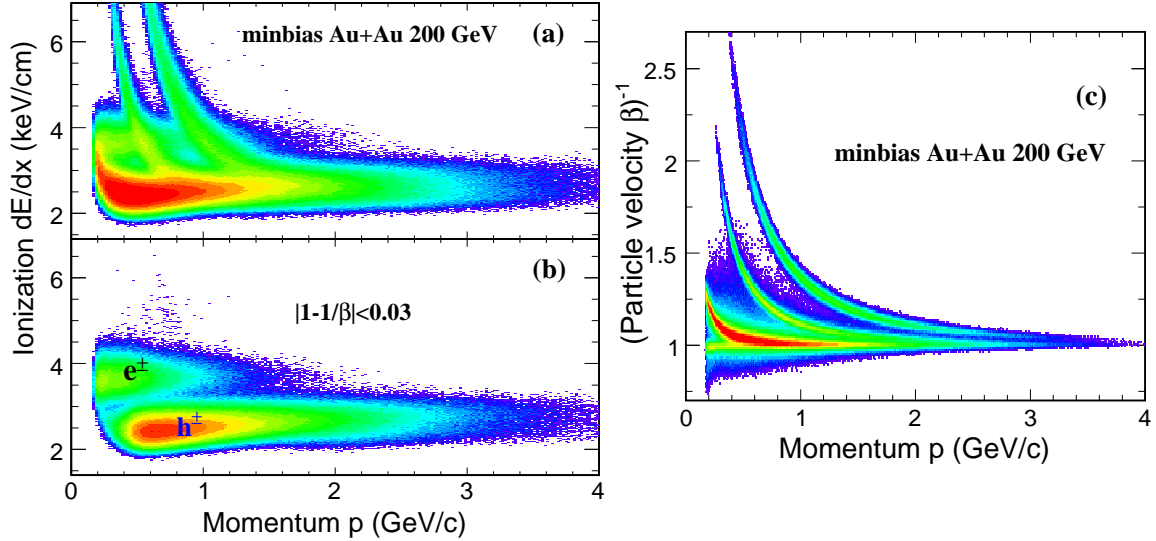 minbias Au+Au 200 GeV
(a)
6
4
2
Ionization dE/dx (keV/cm)
(b)
|1-1/β|<0.03
6
4
2
e±
h±
0 1 2 3 4
Momentum p (GeV/c)
(c)
minbias Au+Au 200 GeV
(Particle velocity β)⁻¹
2.5
2
1.5
1
0 1 2 3 4
Momentum p (GeV/c)